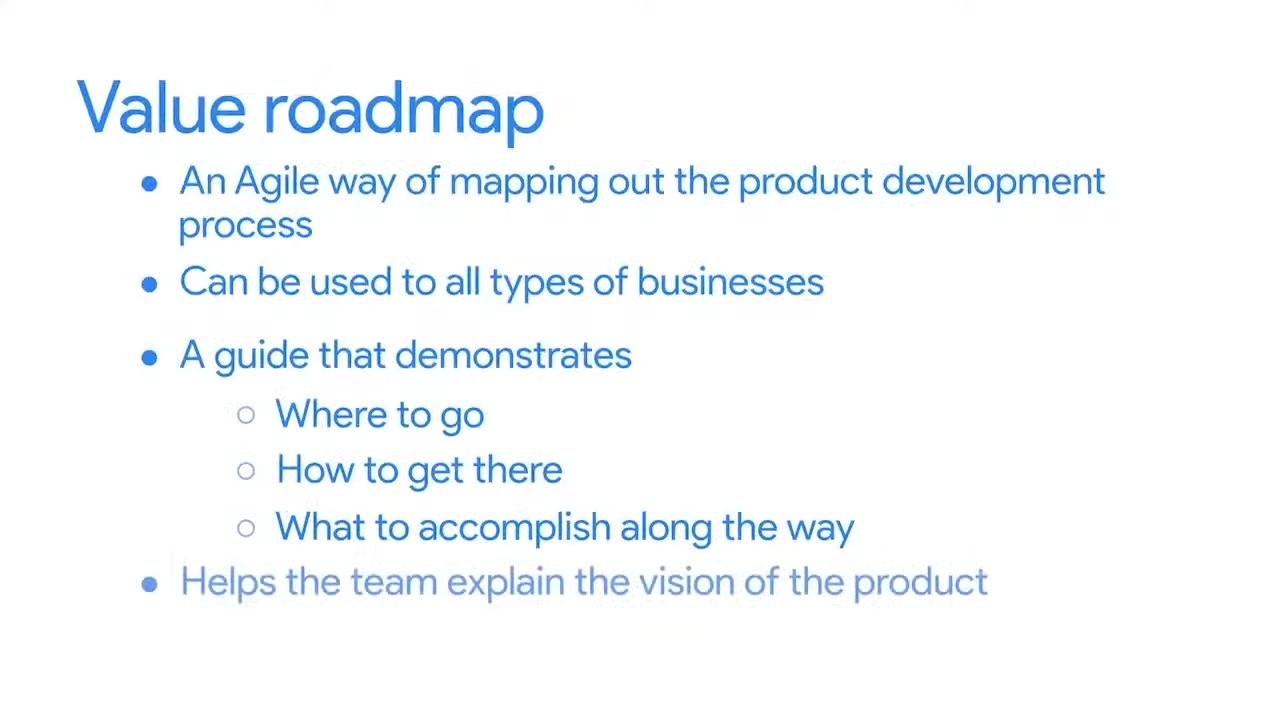 Value roadmap
● An Agile way of mapping out the product development
process
● Can be used to all types of businesses
● A guide that demonstrates
○ Where to go
○ How to get there
○ What to accomplish along the way
● Helps the team explain the vision of the product